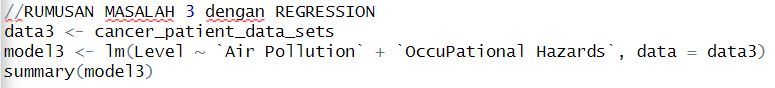 //RUMUSAN MASALAH 3 dengan REGRESSION
data3 <- cancer_patient_data_sets
model3 <- lm(Level ~ `Air Pollution` + `OccuPational Hazards`, data = data3)
summary(model3)